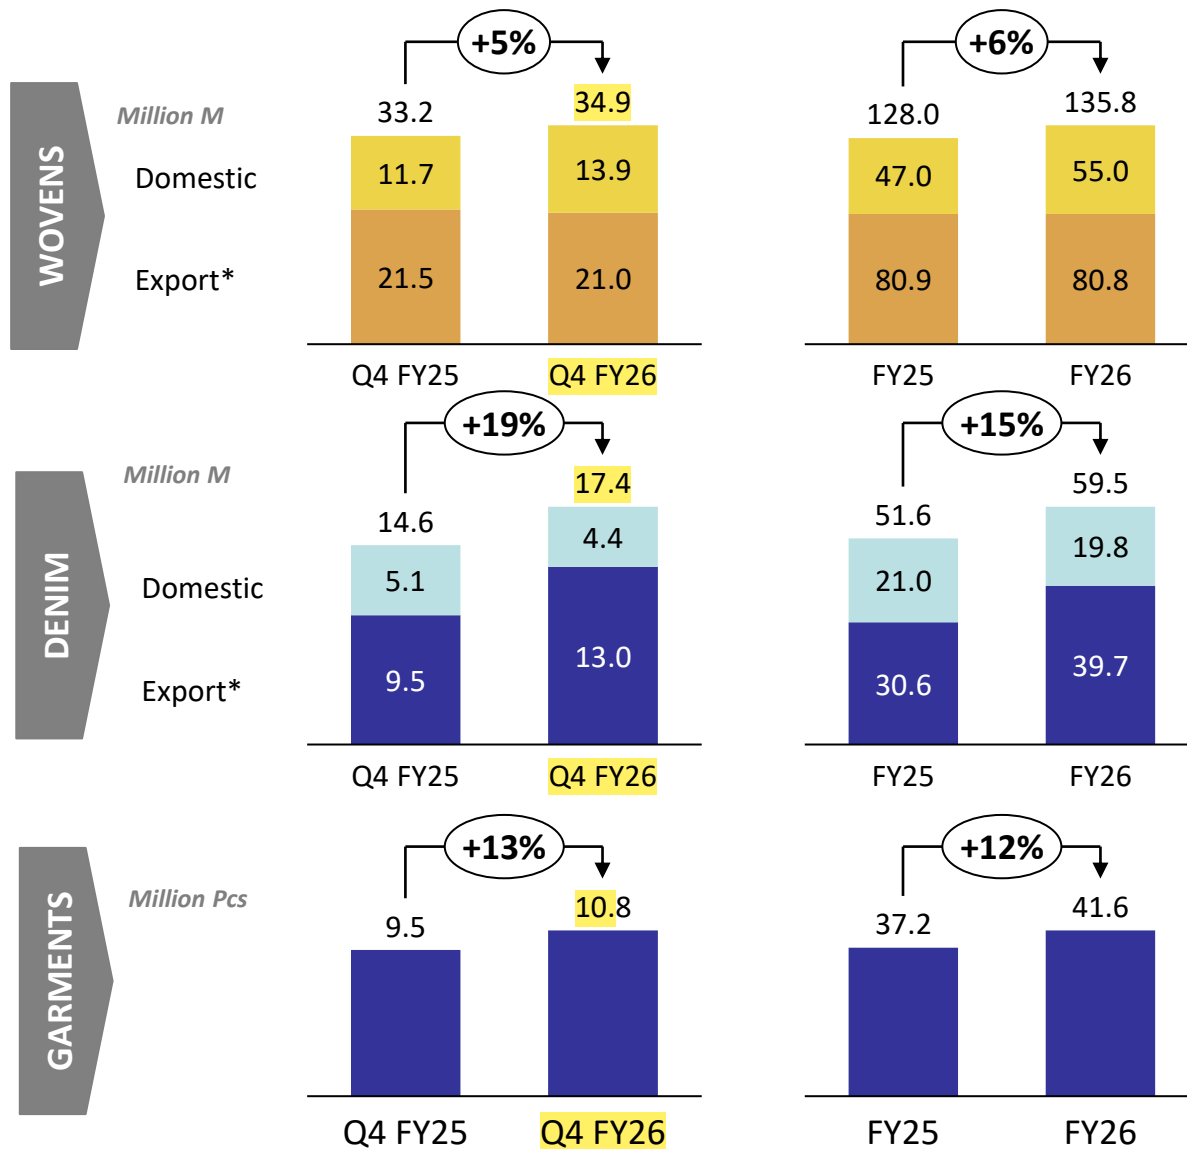 WOVENS
Million M
Domestic
Export*
+5%
33.2
34.9
11.7
13.9
21.5
21.0
Q4 FY25
Q4 FY26
+6%
128.0
135.8
47.0
55.0
80.9
80.8
FY25
FY26
DENIM
Million M
Domestic
Export*
+19%
14.6
17.4
5.1
4.4
9.5
13.0
Q4 FY25
Q4 FY26
+15%
51.6
59.5
21.0
19.8
30.6
39.7
FY25
FY26
GARMENTS
Million Pcs
+13%
9.5
10.8
Q4 FY25
Q4 FY26
+12%
37.2
41.6
FY25
FY26